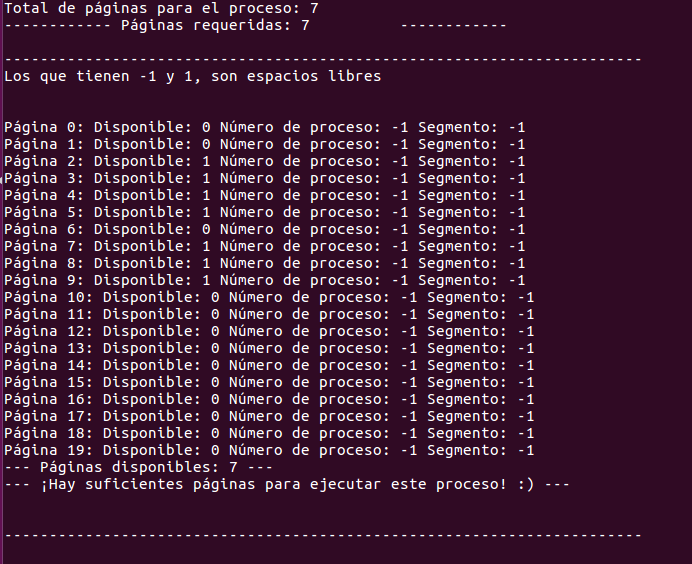 Total de páginas para el proceso: 7
------------ Páginas requeridas: 7          ------------
-----------------------------------------------------------------------
Los que tienen -1 y 1, son espacios libres
Página 0: Disponible: 0 Número de proceso: -1 Segmento: -1
Página 1: Disponible: 0 Número de proceso: -1 Segmento: -1
Página 2: Disponible: 1 Número de proceso: -1 Segmento: -1
Página 3: Disponible: 1 Número de proceso: -1 Segmento: -1
Página 4: Disponible: 1 Número de proceso: -1 Segmento: -1
Página 5: Disponible: 1 Número de proceso: -1 Segmento: -1
Página 6: Disponible: 0 Número de proceso: -1 Segmento: -1
Página 7: Disponible: 1 Número de proceso: -1 Segmento: -1
Página 8: Disponible: 1 Número de proceso: -1 Segmento: -1
Página 9: Disponible: 1 Número de proceso: -1 Segmento: -1
Página 10: Disponible: 0 Número de proceso: -1 Segmento: -1
Página 11: Disponible: 0 Número de proceso: -1 Segmento: -1
Página 12: Disponible: 0 Número de proceso: -1 Segmento: -1
Página 13: Disponible: 0 Número de proceso: -1 Segmento: -1
Página 14: Disponible: 0 Número de proceso: -1 Segmento: -1
Página 15: Disponible: 0 Número de proceso: -1 Segmento: -1
Página 16: Disponible: 0 Número de proceso: -1 Segmento: -1
Página 17: Disponible: 0 Número de proceso: -1 Segmento: -1
Página 18: Disponible: 0 Número de proceso: -1 Segmento: -1
Página 19: Disponible: 0 Número de proceso: -1 Segmento: -1
--- Páginas disponibles: 7 ---
--- ¡Hay suficientes páginas para ejecutar este proceso! :) ---
-----------------------------------------------------------------------